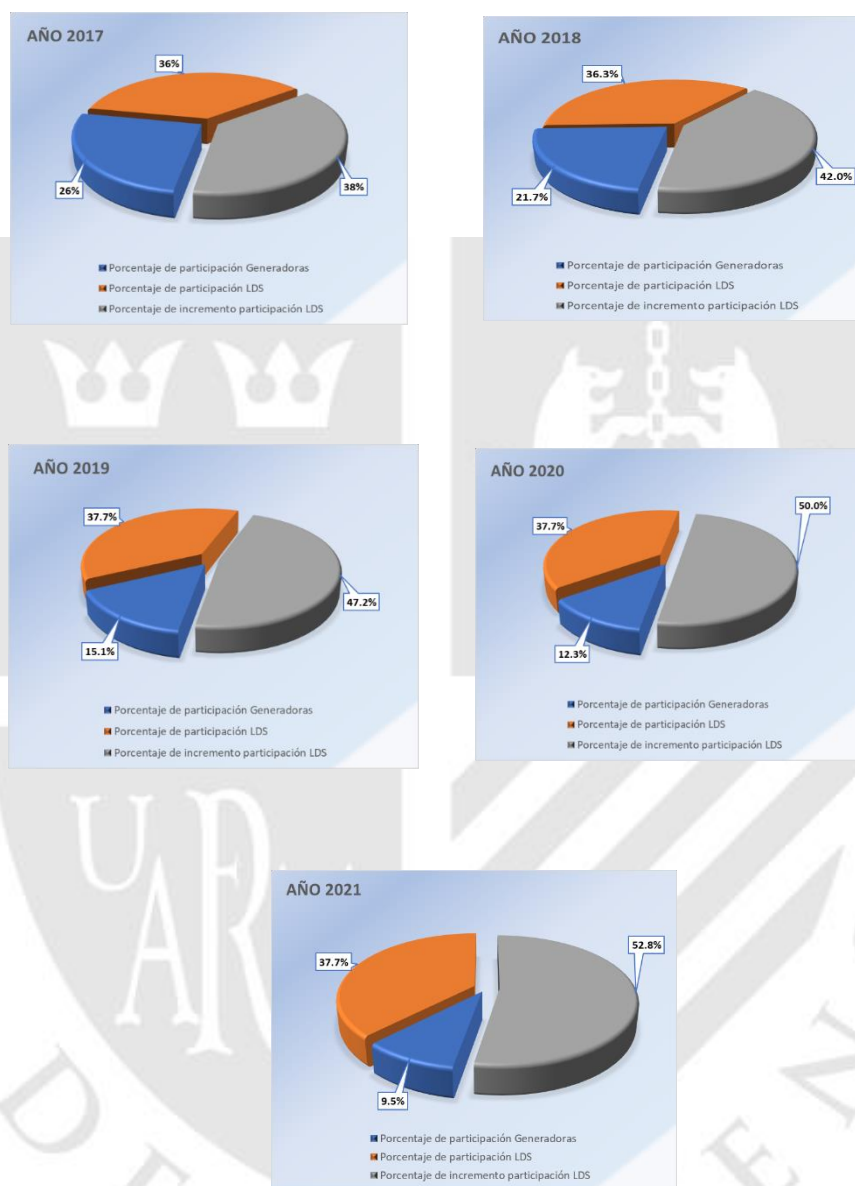 AÑO 2017
36%
26%
38%
Porcentaje de participación Generadoras
Porcentaje de participación LDS
Porcentaje de incremento participación LDS
AÑO 2018
36.3%
21.7%
42.0%
Porcentaje de participación Generadoras
Porcentaje de participación LDS
Porcentaje de incremento participación LDS
AÑO 2019
37.7%
15.1%
47.2%
Porcentaje de participación Generadoras
Porcentaje de participación LDS
Porcentaje de incremento participación LDS
AÑO 2020
50.0%
37.7%
12.3%
Porcentaje de participación Generadoras
Porcentaje de participación LDS
Porcentaje de incremento participación LDS
AÑO 2021
52.8%
37.7%
9.5%
Porcentaje de participación Generadoras
Porcentaje de participación LDS
Porcentaje de incremento participación LDS